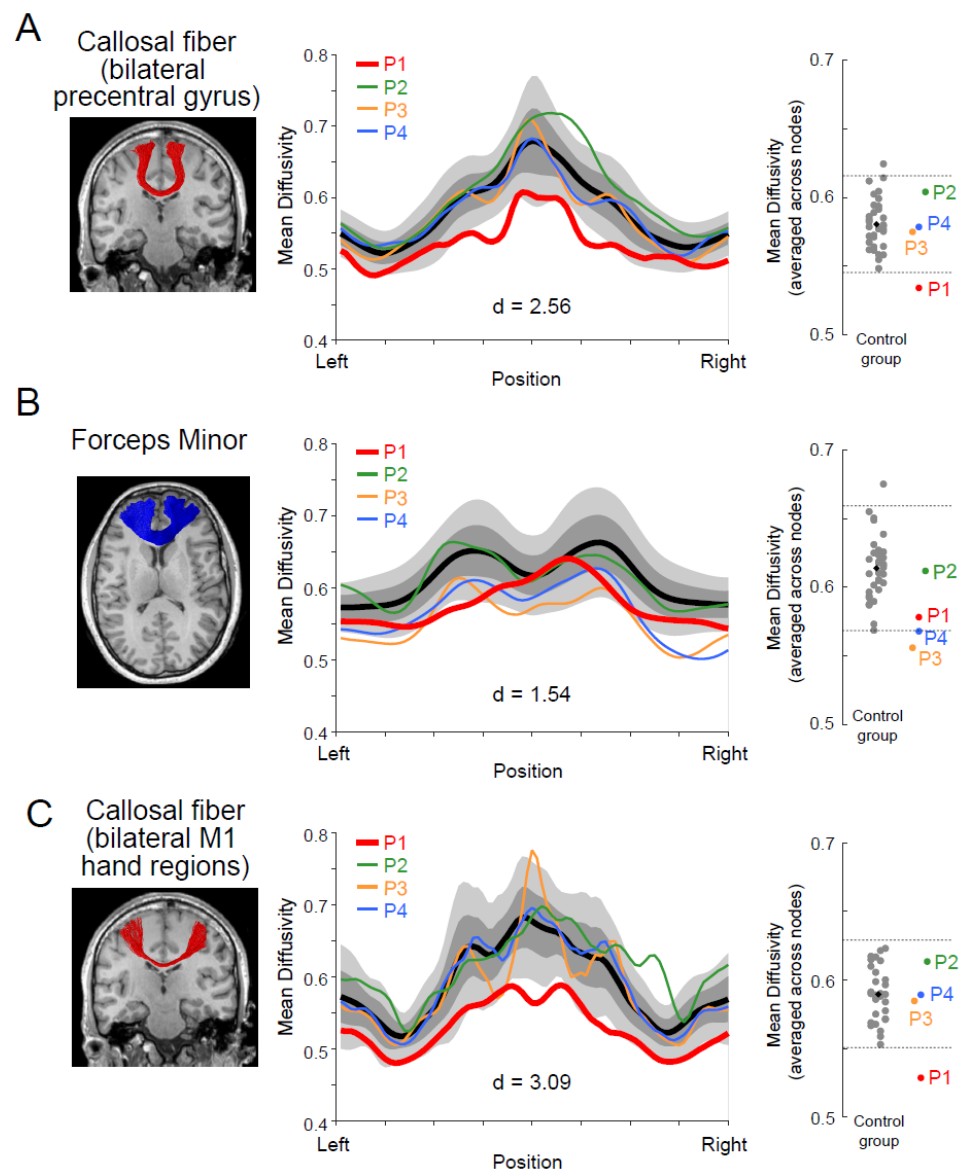 A
Callosal fiber
(bilateral
precentral gyrus)
0.8
0.7
0.6
0.5
0.4
Mean Diffusivity
P1
P2
P3
P4
d = 2.56
Left
Right
Position
0.7
0.6
0.5
Mean Diffusivity
(averaged across nodes)
P2
P4
P3
P1
Control
group
B
Forceps Minor
0.8
0.7
0.6
0.5
0.4
Mean Diffusivity
P1
P2
P3
P4
d = 1.54
Left
Right
Position
0.7
0.6
0.5
Mean Diffusivity
(averaged across nodes)
P2
P1
P4
P3
Control
group
C
Callosal fiber
(bilateral M1
hand regions)
0.8
0.7
0.6
0.5
0.4
Mean Diffusivity
P1
P2
P3
P4
d = 3.09
Left
Right
Position
0.7
0.6
0.5
Mean Diffusivity
(averaged across nodes)
P2
P4
P3
P1
Control
group